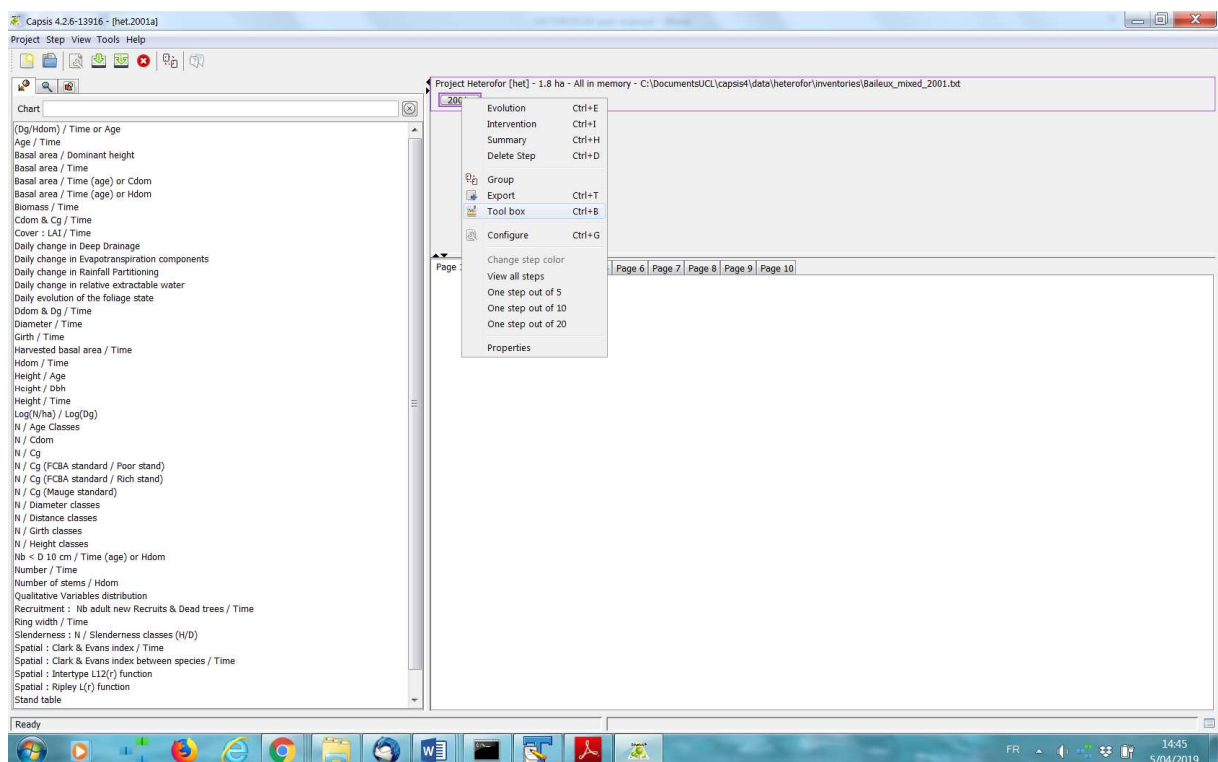 Capsis 4.2.6-13916 - [het.2001a]
Project Step View Tools Help
Project Heterofor [het] - 1.8 ha - All in memory - C:\DocumentsUCL\capsis4\data\heterofor\inventories\Baileux_mixed_2001.txt
Chart
(Dg/Hdom) / Time or Age
Age / Time
Basal area / Dominant height
Basal area / Time
Basal area / Time (age) or Cdom
Basal area / Time (age) or Hdom
Biomass / Time
Cdom & Cg / Time
Cover : LAI / Time
Daily change in Deep Drainage
Daily change in Evapotranspiration components
Daily change in Rainfall Partitioning
Daily change in relative extractable water
Daily evolution of the foliage state
Ddom & Dg / Time
Diameter / Time
Girth / Time
Harvested basal area / Time
Hdom / Time
Height / Age
Height / Dbh
Height / Time
Log(N/ha) / Log(Dg)
N / Age Classes
N / Cdom
N / Cg
N / Cg (FCBA standard / Poor stand)
N / Cg (FCBA standard / Rich stand)
N / Cg (Mauge standard)
N / Diameter classes
N / Distance classes
N / Girth classes
N / Height classes
Nb < D 10 cm / Time (age) or Hdom
Number / Time
Number of stems / Hdom
Qualitative Variables distribution
Recruitment : Nb adult new Recruits & Dead trees / Time
Ring width / Time
Slenderness : N / Slenderness classes (H/D)
Spatial : Clark & Evans index / Time
Spatial : Clark & Evans index between species / Time
Spatial : Intertype L12(r) function
Spatial : Ripley L(r) function
Stand table
Evolution Ctrl+E
Intervention Ctrl+I
Summary Ctrl+H
Delete Step Ctrl+D
Group
Export Ctrl+T
Tool box Ctrl+B
Configure Ctrl+G
Change step color
View all steps
One step out of 5
One step out of 10
One step out of 20
Properties
Page Page 6 Page 7 Page 8 Page 9 Page 10
Ready
FR 14:45
5/04/2019